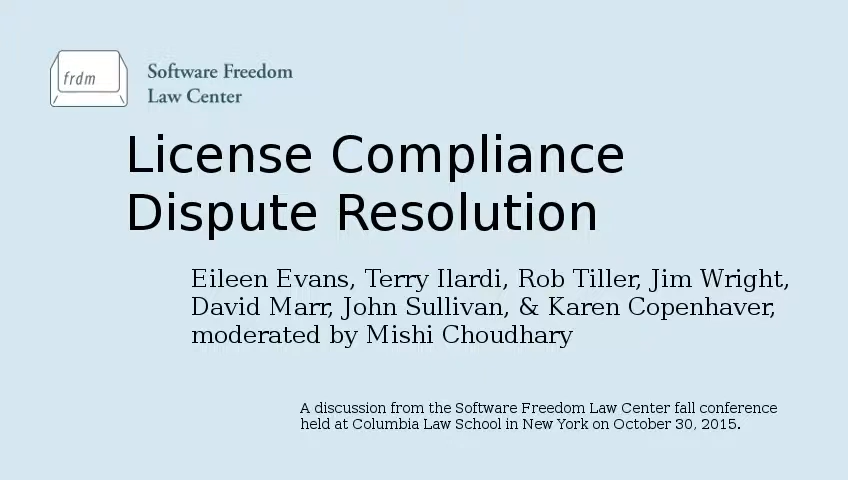 frdm
Software Freedom
Law Center
License Compliance
Dispute Resolution
Eileen Evans, Terry Ilardi, Rob Tiller, Jim Wright,
David Marr, John Sullivan, & Karen Copenhaver,
moderated by Mishi Choudhary
A discussion from the Software Freedom Law Center fall conference
held at Columbia Law School in New York on October 30, 2015.